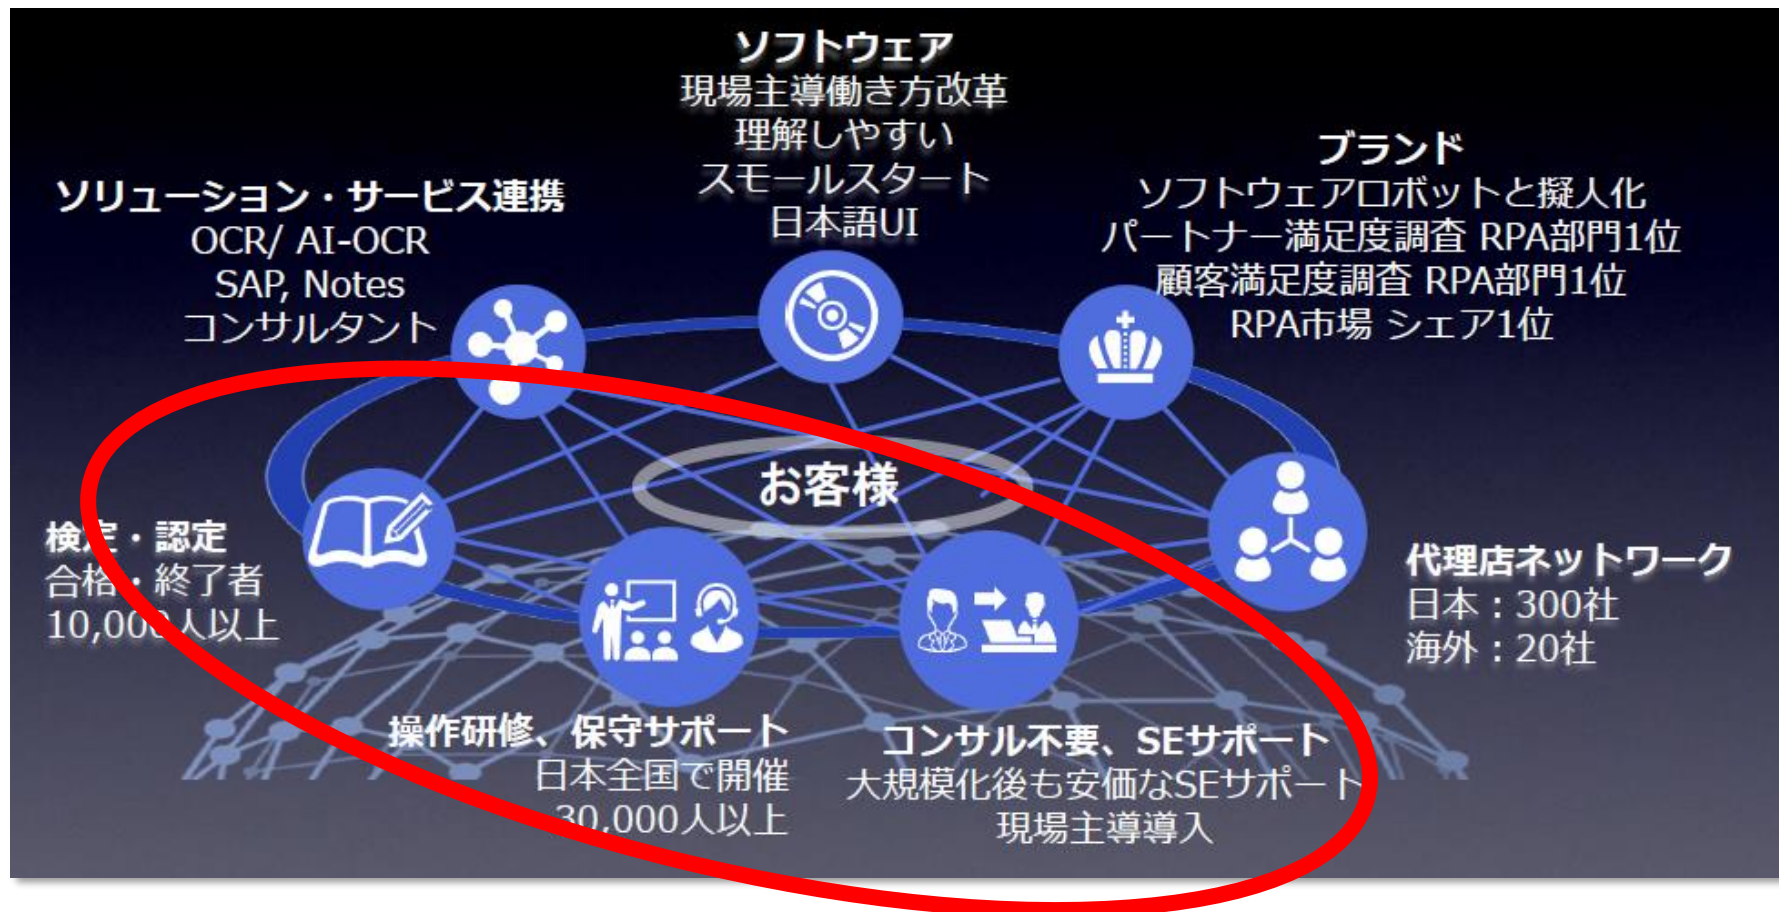 ソフトウェア
現場主導働き方改革
理解しやすい
スモールスタート
日本語UI
ブランド
ソフトウェアロボットと擬人化
パートナー満足度調査 RPA部門1位
顧客満足度調査 RPA部門1位
RPA市場 シェア1位
ソリューション・サービス連携
OCR/ AI-OCR
SAP, Notes
コンサルタント
お客様
検定・認定
合格・終了者
10,000人以上
代理店ネットワーク
日本：300社
海外：20社
操作研修、保守サポート
日本全国で開催
30,000人以上
コンサル不要、SEサポート
大規模化後も安価なSEサポート
現場主導導入